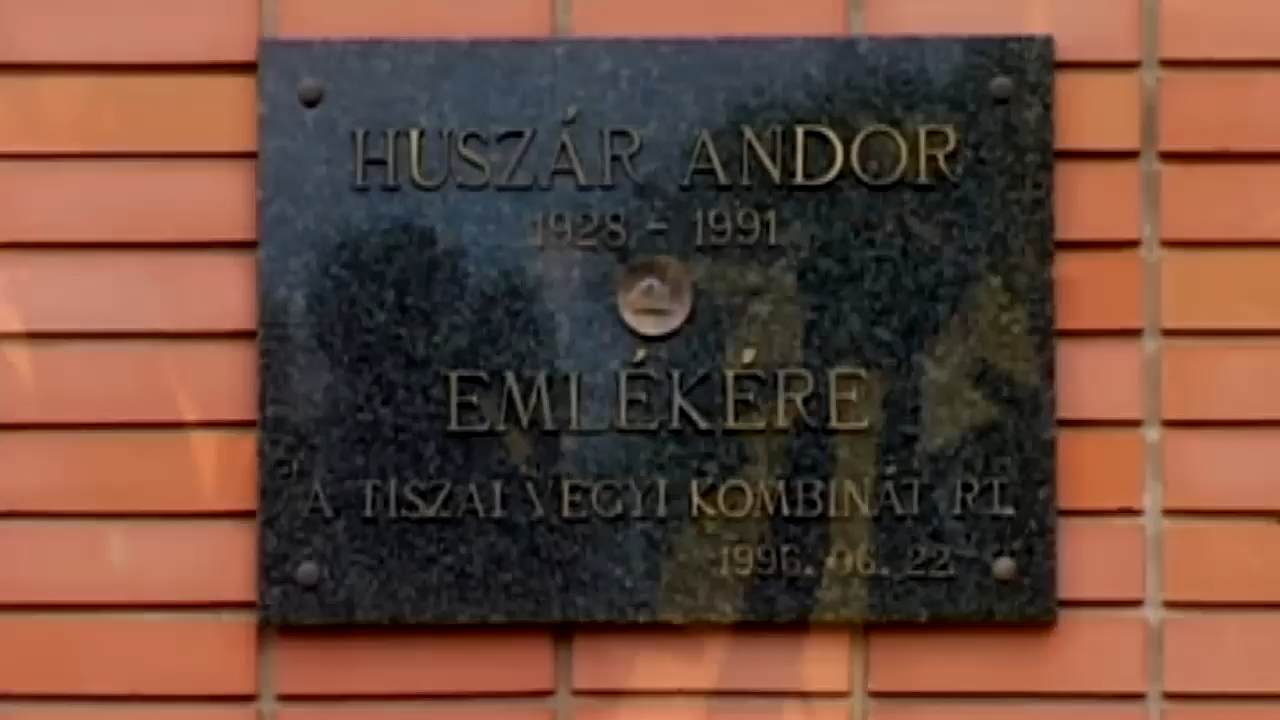 HUSZÁR ANDOR
1928 - 1991
EMLÉKÉRE
A TISZAI VEGYI KOMBINÁT RT.
1996. 06. 22.